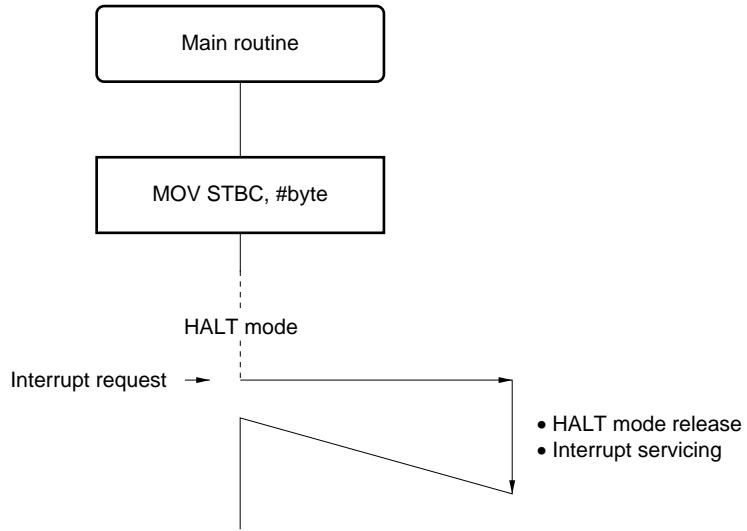 Main routine
MOV STBC, #byte
HALT mode
Interrupt request
• HALT mode release
• Interrupt servicing